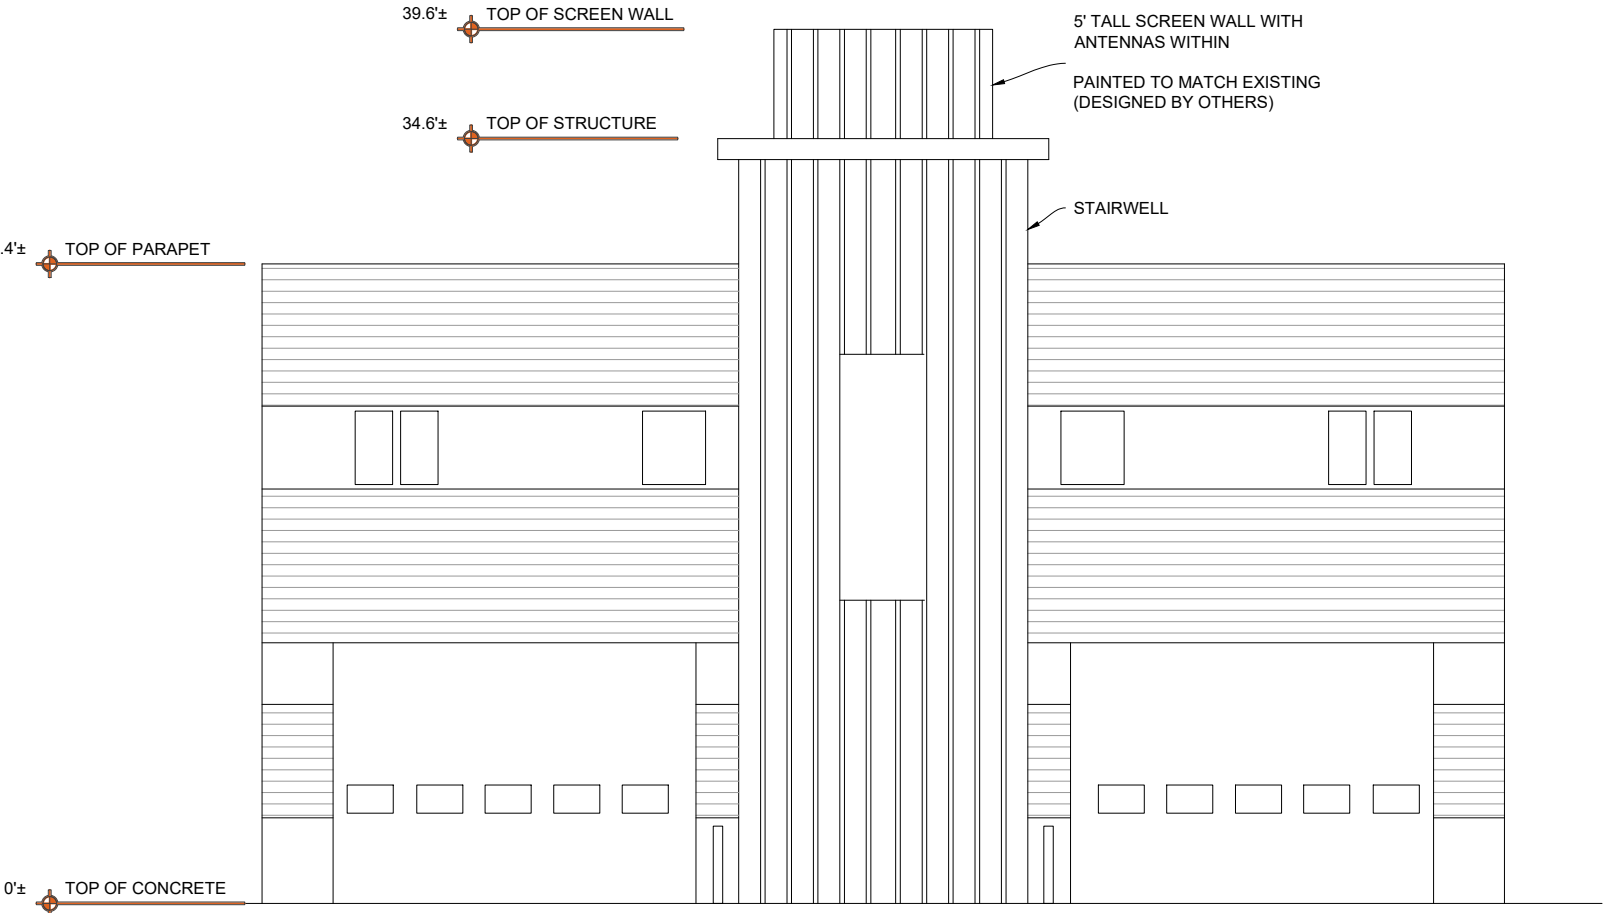 39.6'± TOP OF SCREEN WALL
5' TALL SCREEN WALL WITH
ANTENNAS WITHIN
PAINTED TO MATCH EXISTING
(DESIGNED BY OTHERS)
34.6'± TOP OF STRUCTURE
STAIRWELL
.4'± TOP OF PARAPET
0'± TOP OF CONCRETE